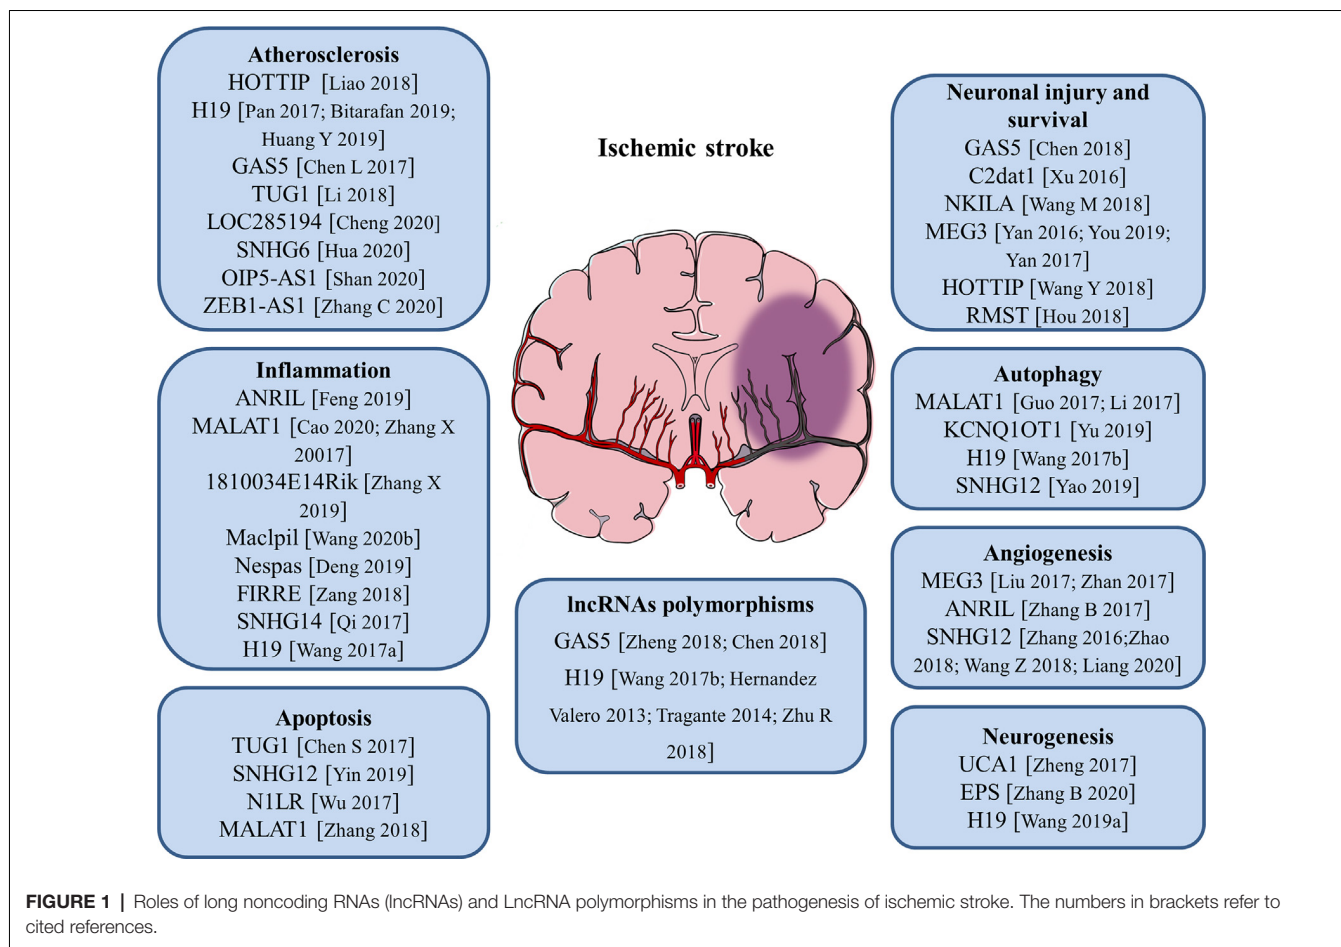 Atherosclerosis
HOTTIP [Liao 2018]
H19 [Pan 2017; Bitarafan 2019;
Huang Y 2019]
GAS5 [Chen L 2017]
TUG1 [Li 2018]
LOC285194 [Cheng 2020]
SNHG6 [Hua 2020]
OIP5-AS1 [Shan 2020]
ZEB1-AS1 [Zhang C 2020]
Inflammation
ANRIL [Feng 2019]
MALAT1 [Cao 2020; Zhang X
20017]
1810034E14Rik [Zhang X
2019]
Maclpil [Wang 2020b]
Nespas [Deng 2019]
FIRRE [Zang 2018]
SNHG14 [Qi 2017]
H19 [Wang 2017a]
Apoptosis
TUG1 [Chen S 2017]
SNHG12 [Yin 2019]
N1LR [Wu 2017]
MALAT1 [Zhang 2018]
Ischemic stroke
lncRNAs polymorphisms
GAS5 [Zheng 2018; Chen 2018]
H19 [Wang 2017b; Hernandez
Valero 2013; Tragante 2014; Zhu R
2018]
Neuronal injury and
survival
GAS5 [Chen 2018]
C2dat1 [Xu 2016]
NKILA [Wang M 2018]
MEG3 [Yan 2016; You 2019;
Yan 2017]
HOTTIP [Wang Y 2018]
RMST [Hou 2018]
Autophagy
MALAT1 [Guo 2017; Li 2017]
KCNQ1OT1 [Yu 2019]
H19 [Wang 2017b]
SNHG12 [Yao 2019]
Angiogenesis
MEG3 [Liu 2017; Zhan 2017]
ANRIL [Zhang B 2017]
SNHG12 [Zhang 2016;Zhao
2018; Wang Z 2018; Liang 2020]
Neurogenesis
UCA1 [Zheng 2017]
EPS [Zhang B 2020]
H19 [Wang 2019a]
FIGURE 1 | Roles of long noncoding RNAs (lncRNAs) and LncRNA polymorphisms in the pathogenesis of ischemic stroke. The numbers in brackets refer to
cited references.